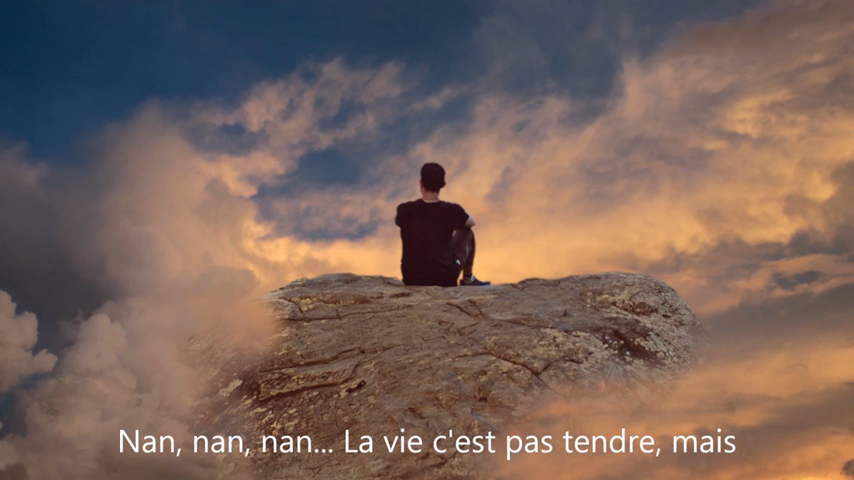 Nan, nan, nan... La vie c'est pas tendre, mais